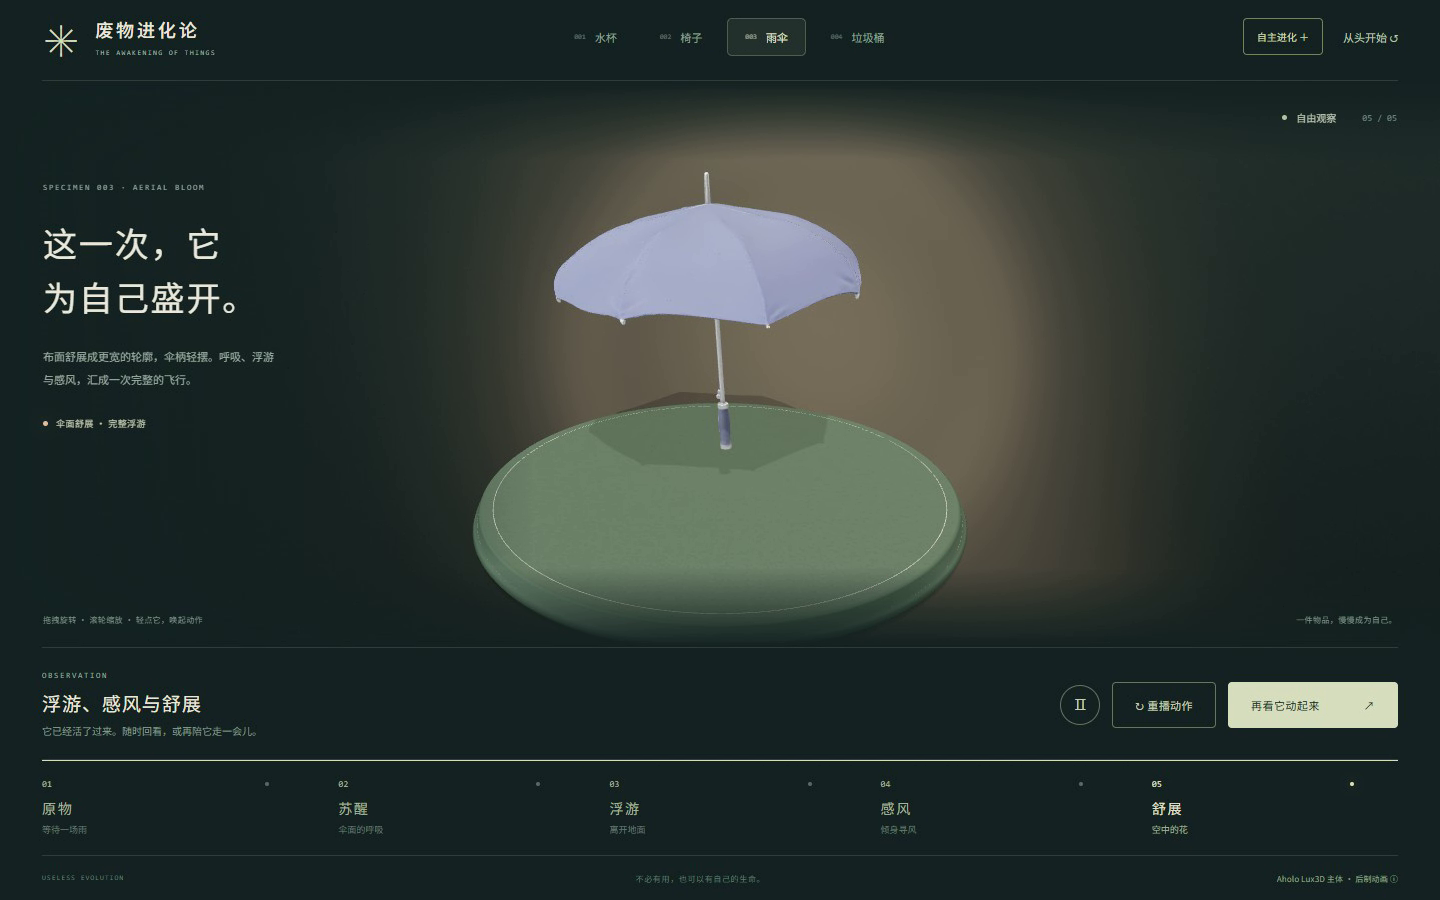 废物进化论
THE AWAKENING OF THINGS
001 水杯
002 椅子
003 雨伞
004 垃圾桶
自主进化 +
从头开始 ↺
自由观察 05 / 05
SPECIMEN 003 · AERIAL BLOOM
这一次，它
为自己盛开。
布面舒展成更宽的轮廓，伞柄轻摆。呼吸、浮游
与感风，汇成一次完整的飞行。
伞面舒展 · 完整浮游
拖拽旋转 · 滚轮缩放 · 轻点它，唤起动作
一件物品，慢慢成为自己。
OBSERVATION
浮游、感风与舒展
它已经活了过来。随时回看，或再陪它走一会儿。
↻ 重播动作
再看它动起来 ↗
01
原物
等待一场雨
02
苏醒
伞面的呼吸
03
浮游
离开地面
04
感风
倾身寻风
05
舒展
空中的花
USELESS EVOLUTION
不必有用，也可以有自己的生命。
Aholo Lux3D 主体 · 后制动画 ⓘ